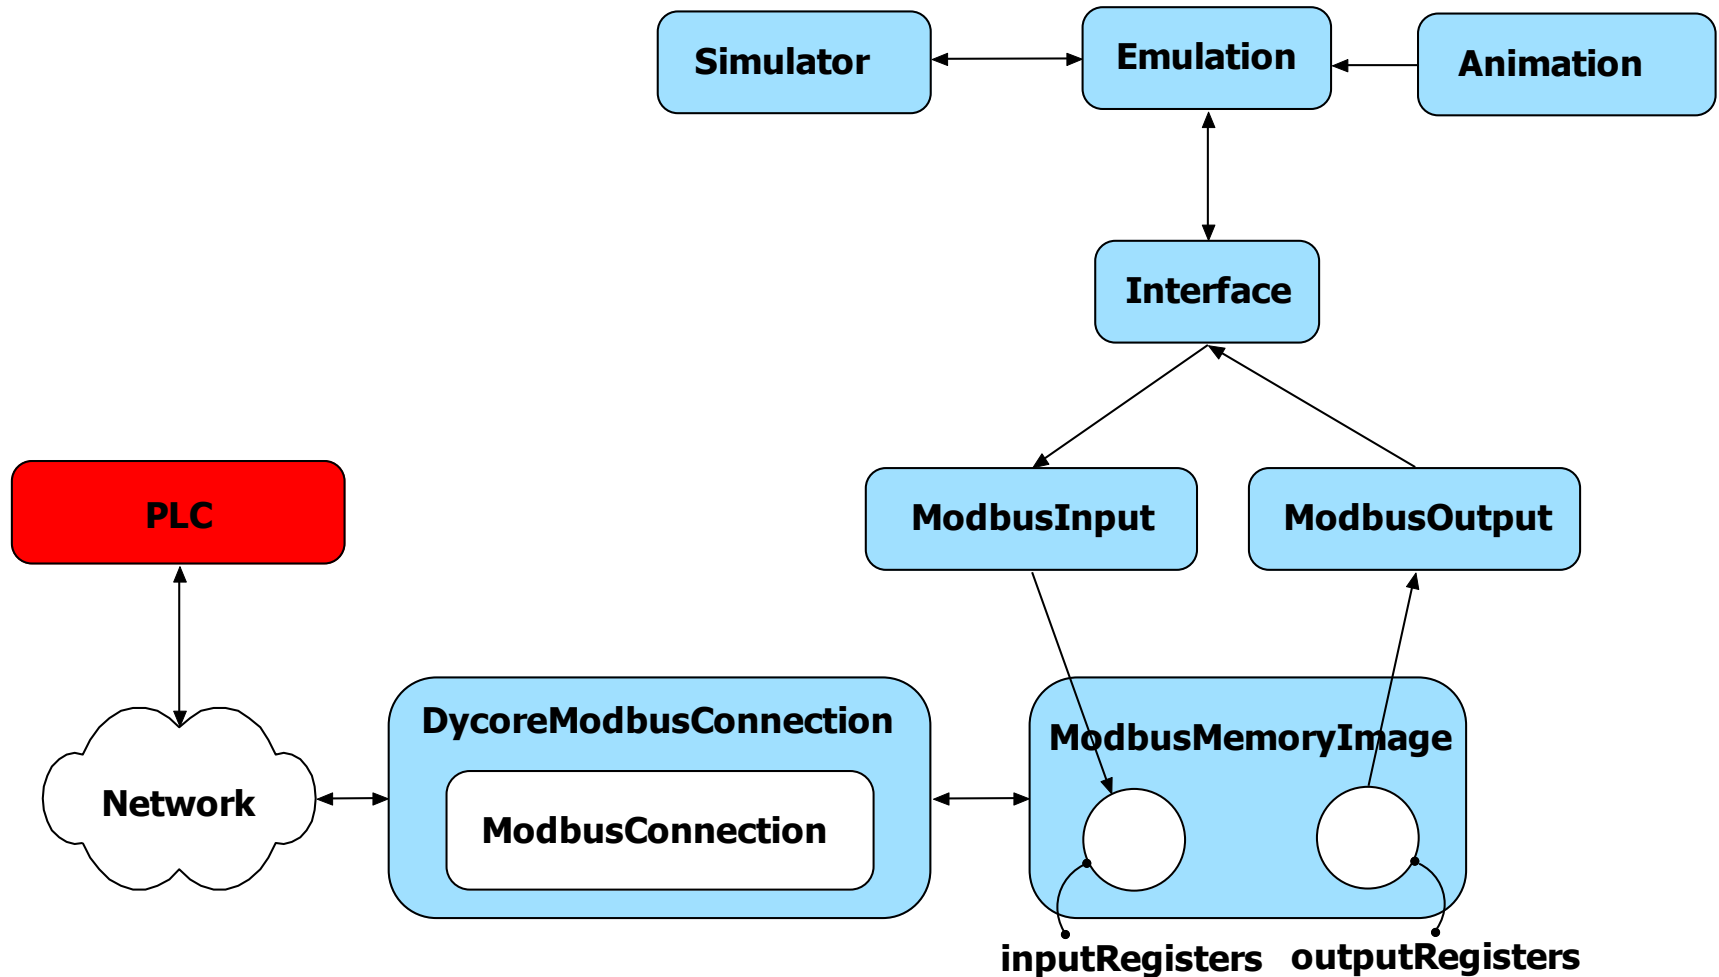 Simulator
Emulation
Animation
Interface
PLC
ModbusInput
ModbusOutput
DycoreModbusConnection
ModbusMemoryImage
Network
ModbusConnection
inputRegisters
outputRegisters